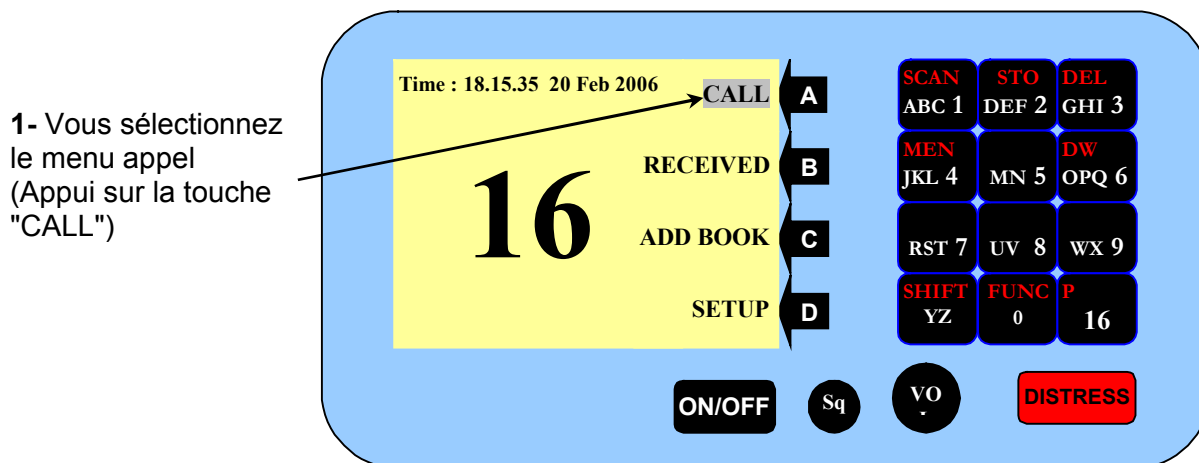 1- Vous sélectionnez
le menu appel
(Appui sur la touche
"CALL")
Time : 18.15.35 20 Feb 2006
CALL A
RECEIVED B
16
ADD BOOK C
SETUP D
SCAN STO DEL
ABC 1 DEF 2 GHI 3
MEN DW
JKL 4 MN 5 OPQ 6
RST 7 UV 8 WX 9
SHIFT FUNC P
YZ 0 16
ON/OFF Sq VO DISTRESS